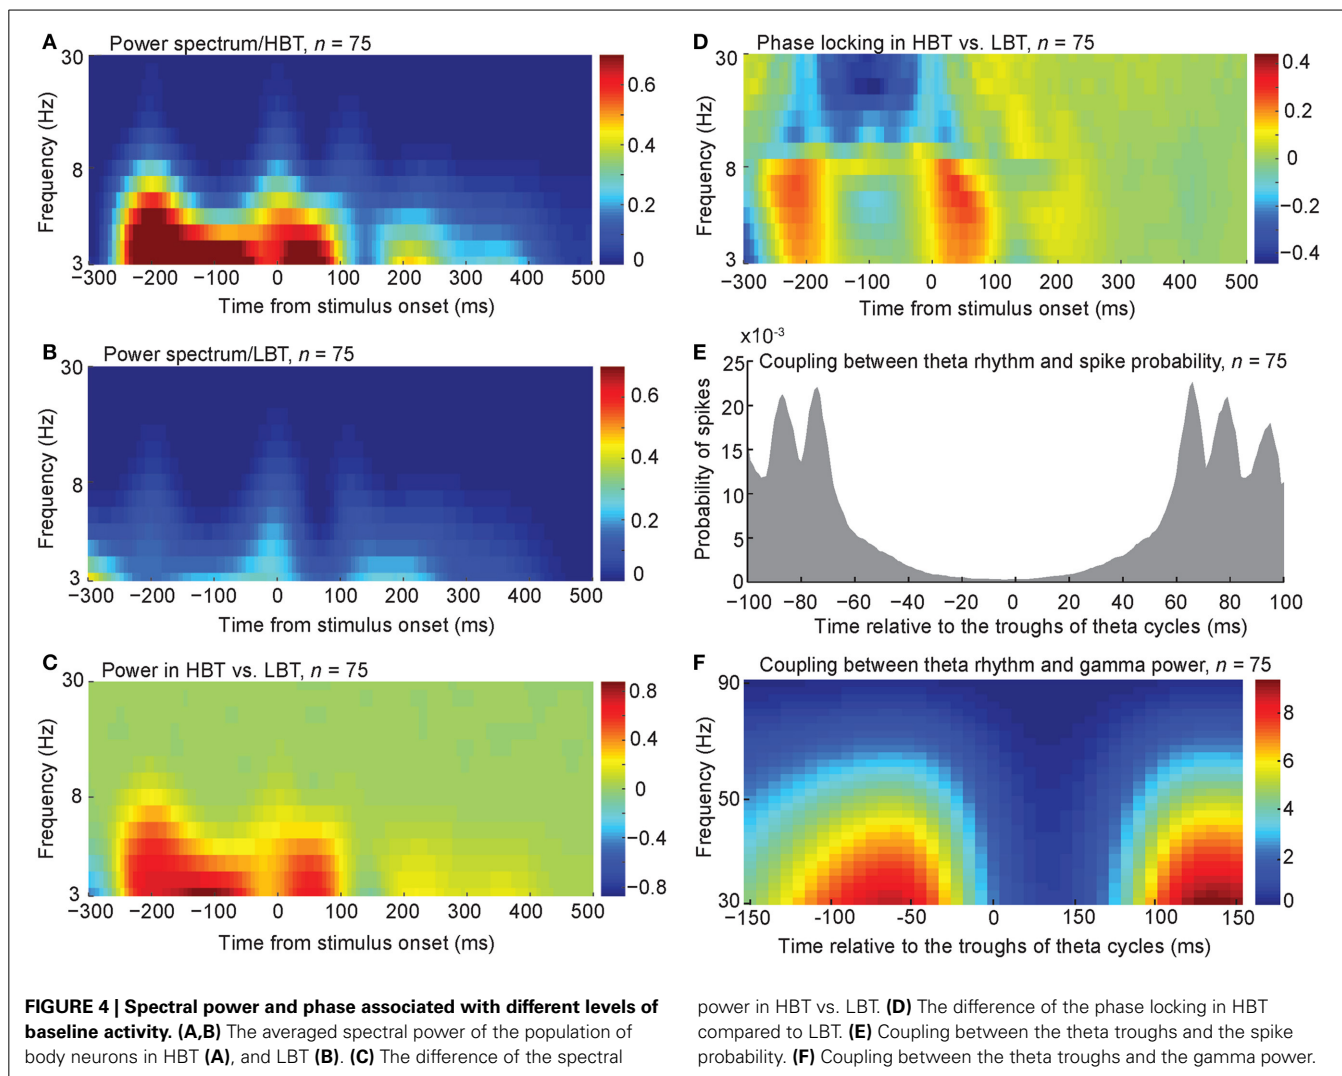 A Power spectrum/HBT, n = 75
30
8
3
Frequency (Hz)
0.6
0.4
0.2
0
−300 −200 −100 0 100 200 300 400 500
Time from stimulus onset (ms)
B Power spectrum/LBT, n = 75
30
8
3
Frequency (Hz)
0.6
0.4
0.2
0
−300 −200 −100 0 100 200 300 400 500
Time from stimulus onset (ms)
C Power in HBT vs. LBT, n = 75
30
8
3
Frequency (Hz)
0.8
0.4
0
−0.4
−0.8
−300 −200 −100 0 100 200 300 400 500
Time from stimulus onset (ms)
D Phase locking in HBT vs. LBT, n = 75
30
8
3
Frequency (Hz)
0.4
0.2
0
−0.2
−0.4
−300 −200 −100 0 100 200 300 400 500
Time from stimulus onset (ms)
x10-3
E Coupling between theta rhythm and spike probability, n = 75
25
20
15
10
5
0
Probability of spikes
−100 −80 −60 −40 −20 0 20 40 60 80 100
Time relative to the troughs of theta cycles (ms)
F Coupling between theta rhythm and gamma power, n = 75
90
50
30
Frequency (Hz)
8
6
4
2
0
−150 -100 -50 0 150 100 150
Time relative to the troughs of theta cycles (ms)
FIGURE 4 | Spectral power and phase associated with different levels of
baseline activity. (A,B) The averaged spectral power of the population of
body neurons in HBT (A), and LBT (B). (C) The difference of the spectral
power in HBT vs. LBT. (D) The difference of the phase locking in HBT
compared to LBT. (E) Coupling between the theta troughs and the spike
probability. (F) Coupling between the theta troughs and the gamma power.